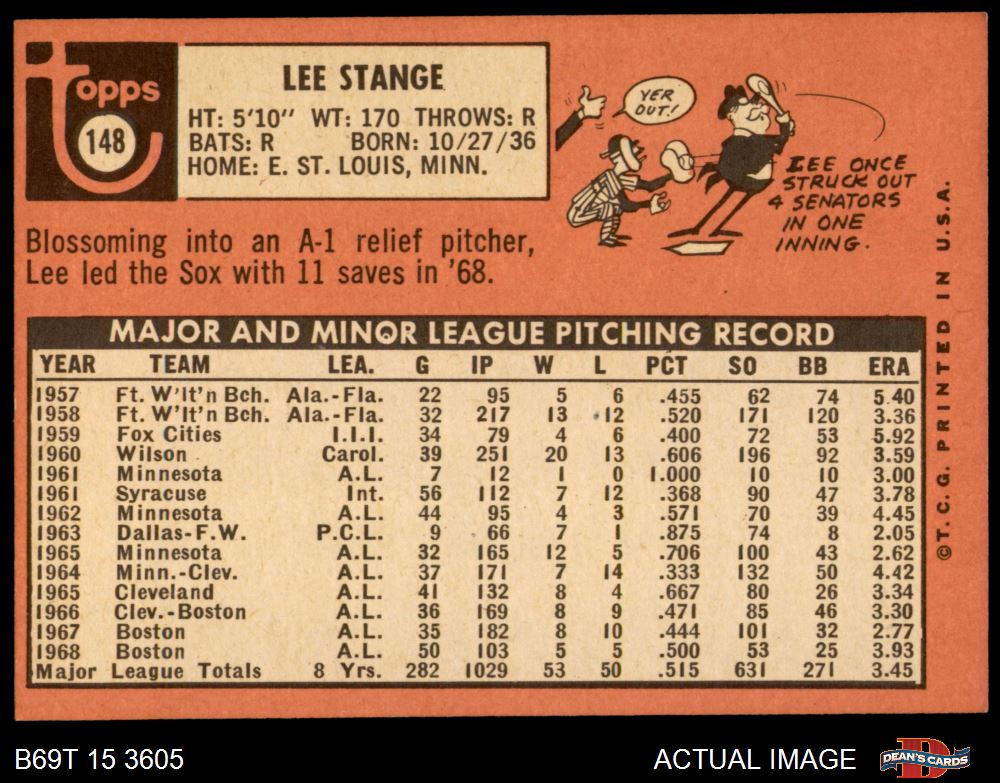 topps
148
LEE STANGE
HT: 5'10" WT: 170 THROWS: R
BATS: R BORN: 10/27/36
HOME: E. ST. LOUIS, MINN.
YER
OUT!
LEE ONCE
STRUCK OUT
4 SENATORS
IN ONE
INNING.
Blossoming into an A-1 relief pitcher,
Lee led the Sox with 11 saves in '68.
MAJOR AND MINOR LEAGUE PITCHING RECORD
YEAR TEAM LEA. G IP W L PCT SO BB ERA
1957 Ft. W'lt'n Bch. Ala.-Fla. 22 95 5 6 .455 62 74 5.40
1958 Ft. W'lt'n Bch. Ala.-Fla. 32 217 13 12 .520 171 120 3.36
1959 Fox Cities I.I.I. 34 79 4 6 .400 72 53 5.92
1960 Wilson Carol. 39 251 20 13 .606 196 92 3.59
1961 Minnesota A.L. 7 12 1 0 1.000 10 10 3.00
1961 Syracuse Int. 56 112 7 12 .368 90 47 3.78
1962 Minnesota A.L. 44 95 4 3 .571 70 39 4.45
1963 Dallas-F.W. P.C.L. 9 66 7 1 .875 74 8 2.05
1965 Minnesota A.L. 32 165 12 5 .706 100 43 2.62
1964 Minn.-Clev. A.L. 37 171 7 14 .333 132 50 4.42
1965 Cleveland A.L. 41 132 8 4 .667 80 26 3.34
1966 Clev.-Boston A.L. 36 169 8 9 .471 85 46 3.30
1967 Boston A.L. 35 182 8 10 .444 101 32 2.77
1968 Boston A.L. 50 103 5 5 .500 53 25 3.93
Major League Totals 8 Yrs. 282 1029 53 50 .515 631 271 3.45
© T. C. G. PRINTED IN U.S.A.
B69T 15 3605
ACTUAL IMAGE
D
DEAN'S CARDS